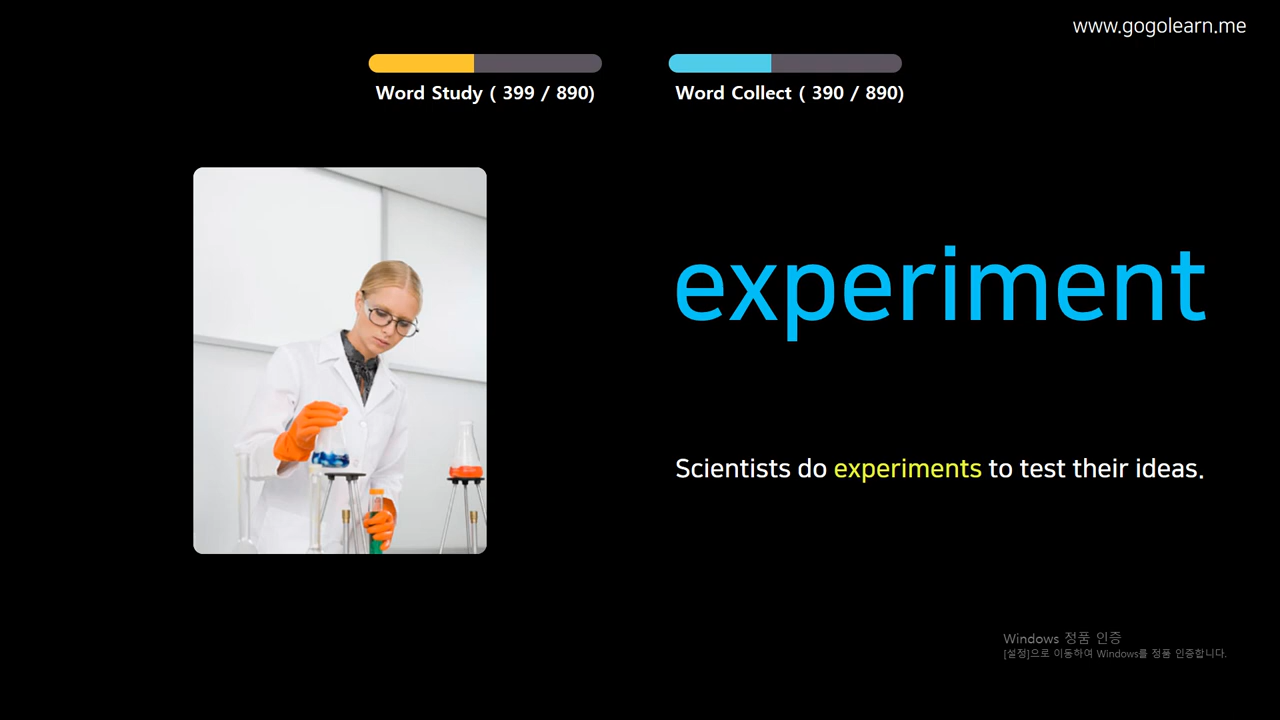 www.gogolearn.me
Word Study ( 399 / 890)
Word Collect ( 390 / 890)
experiment
Scientists do experiments to test their ideas.
Windows 정품 인증
[설정]으로 이동하여 Windows를 정품 인증합니다.